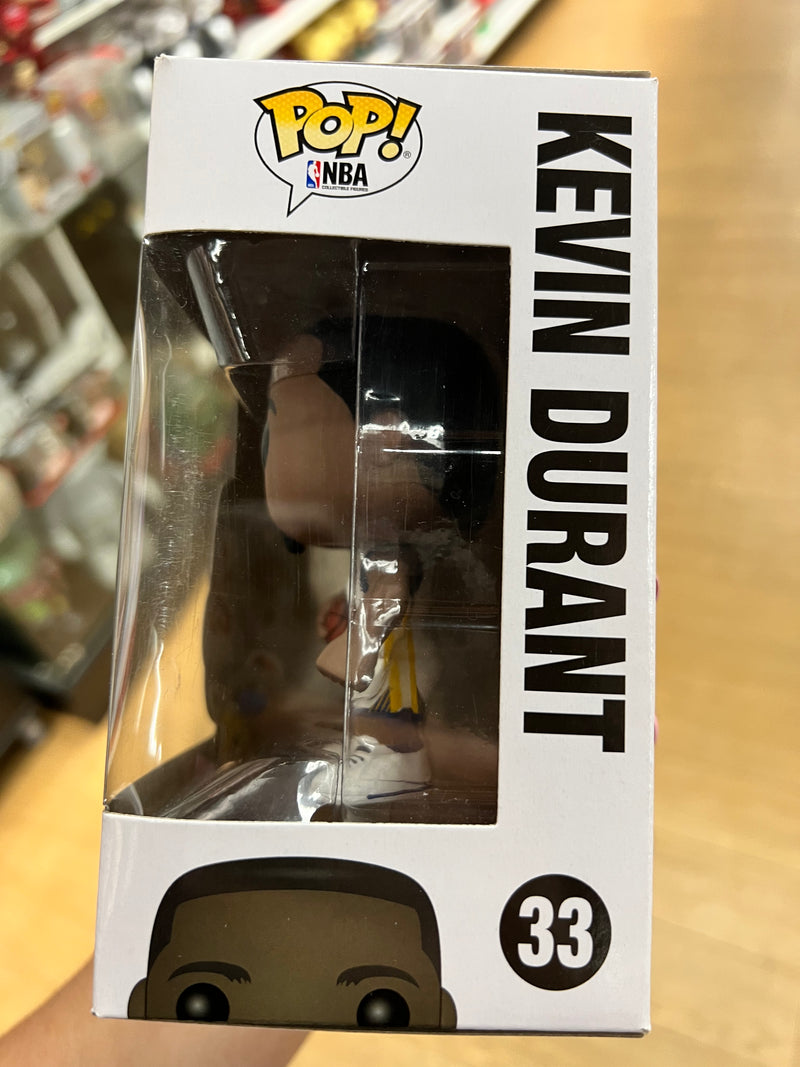 POP!
®
NBA
COLLECTIBLE FIGURES
KEVIN DURANT
33